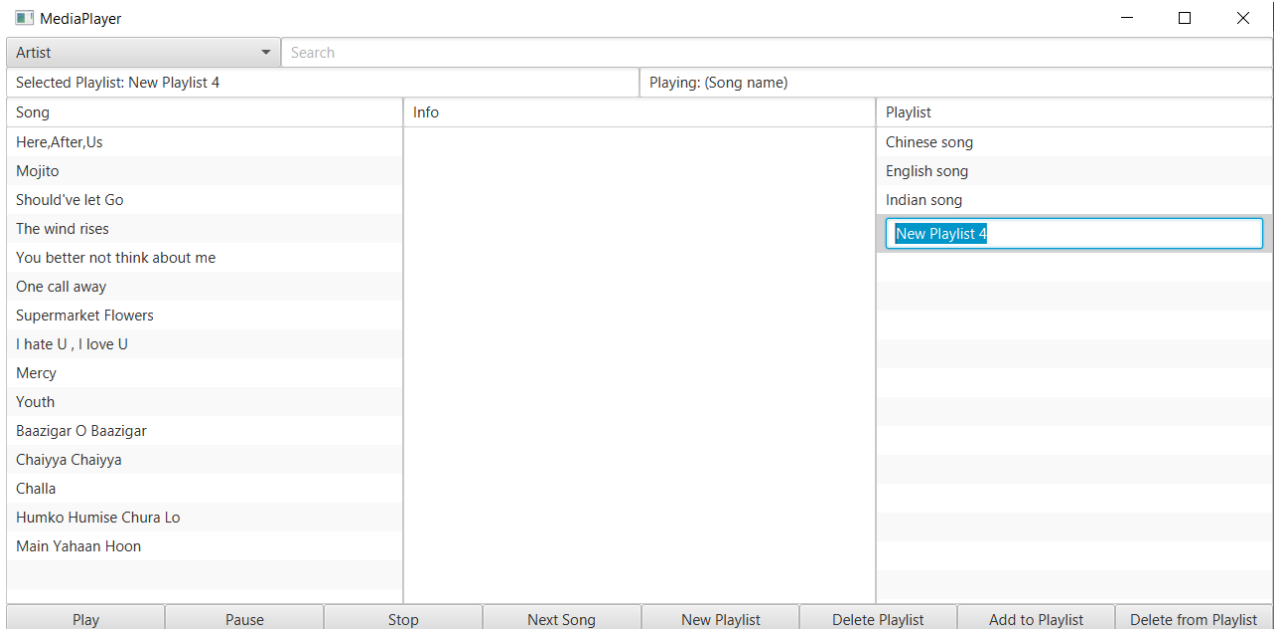 MediaPlayer
Artist Search
Selected Playlist: New Playlist 4 Playing: (Song name)
Song Info Playlist
Here,After,Us Chinese song
Mojito English song
Should've let Go Indian song
The wind rises New Playlist 4
You better not think about me
One call away
Supermarket Flowers
I hate U , I love U
Mercy
Youth
Baazigar O Baazigar
Chaiyya Chaiyya
Challa
Humko Humise Chura Lo
Main Yahaan Hoon
Play Pause Stop Next Song New Playlist Delete Playlist Add to Playlist Delete from Playlist